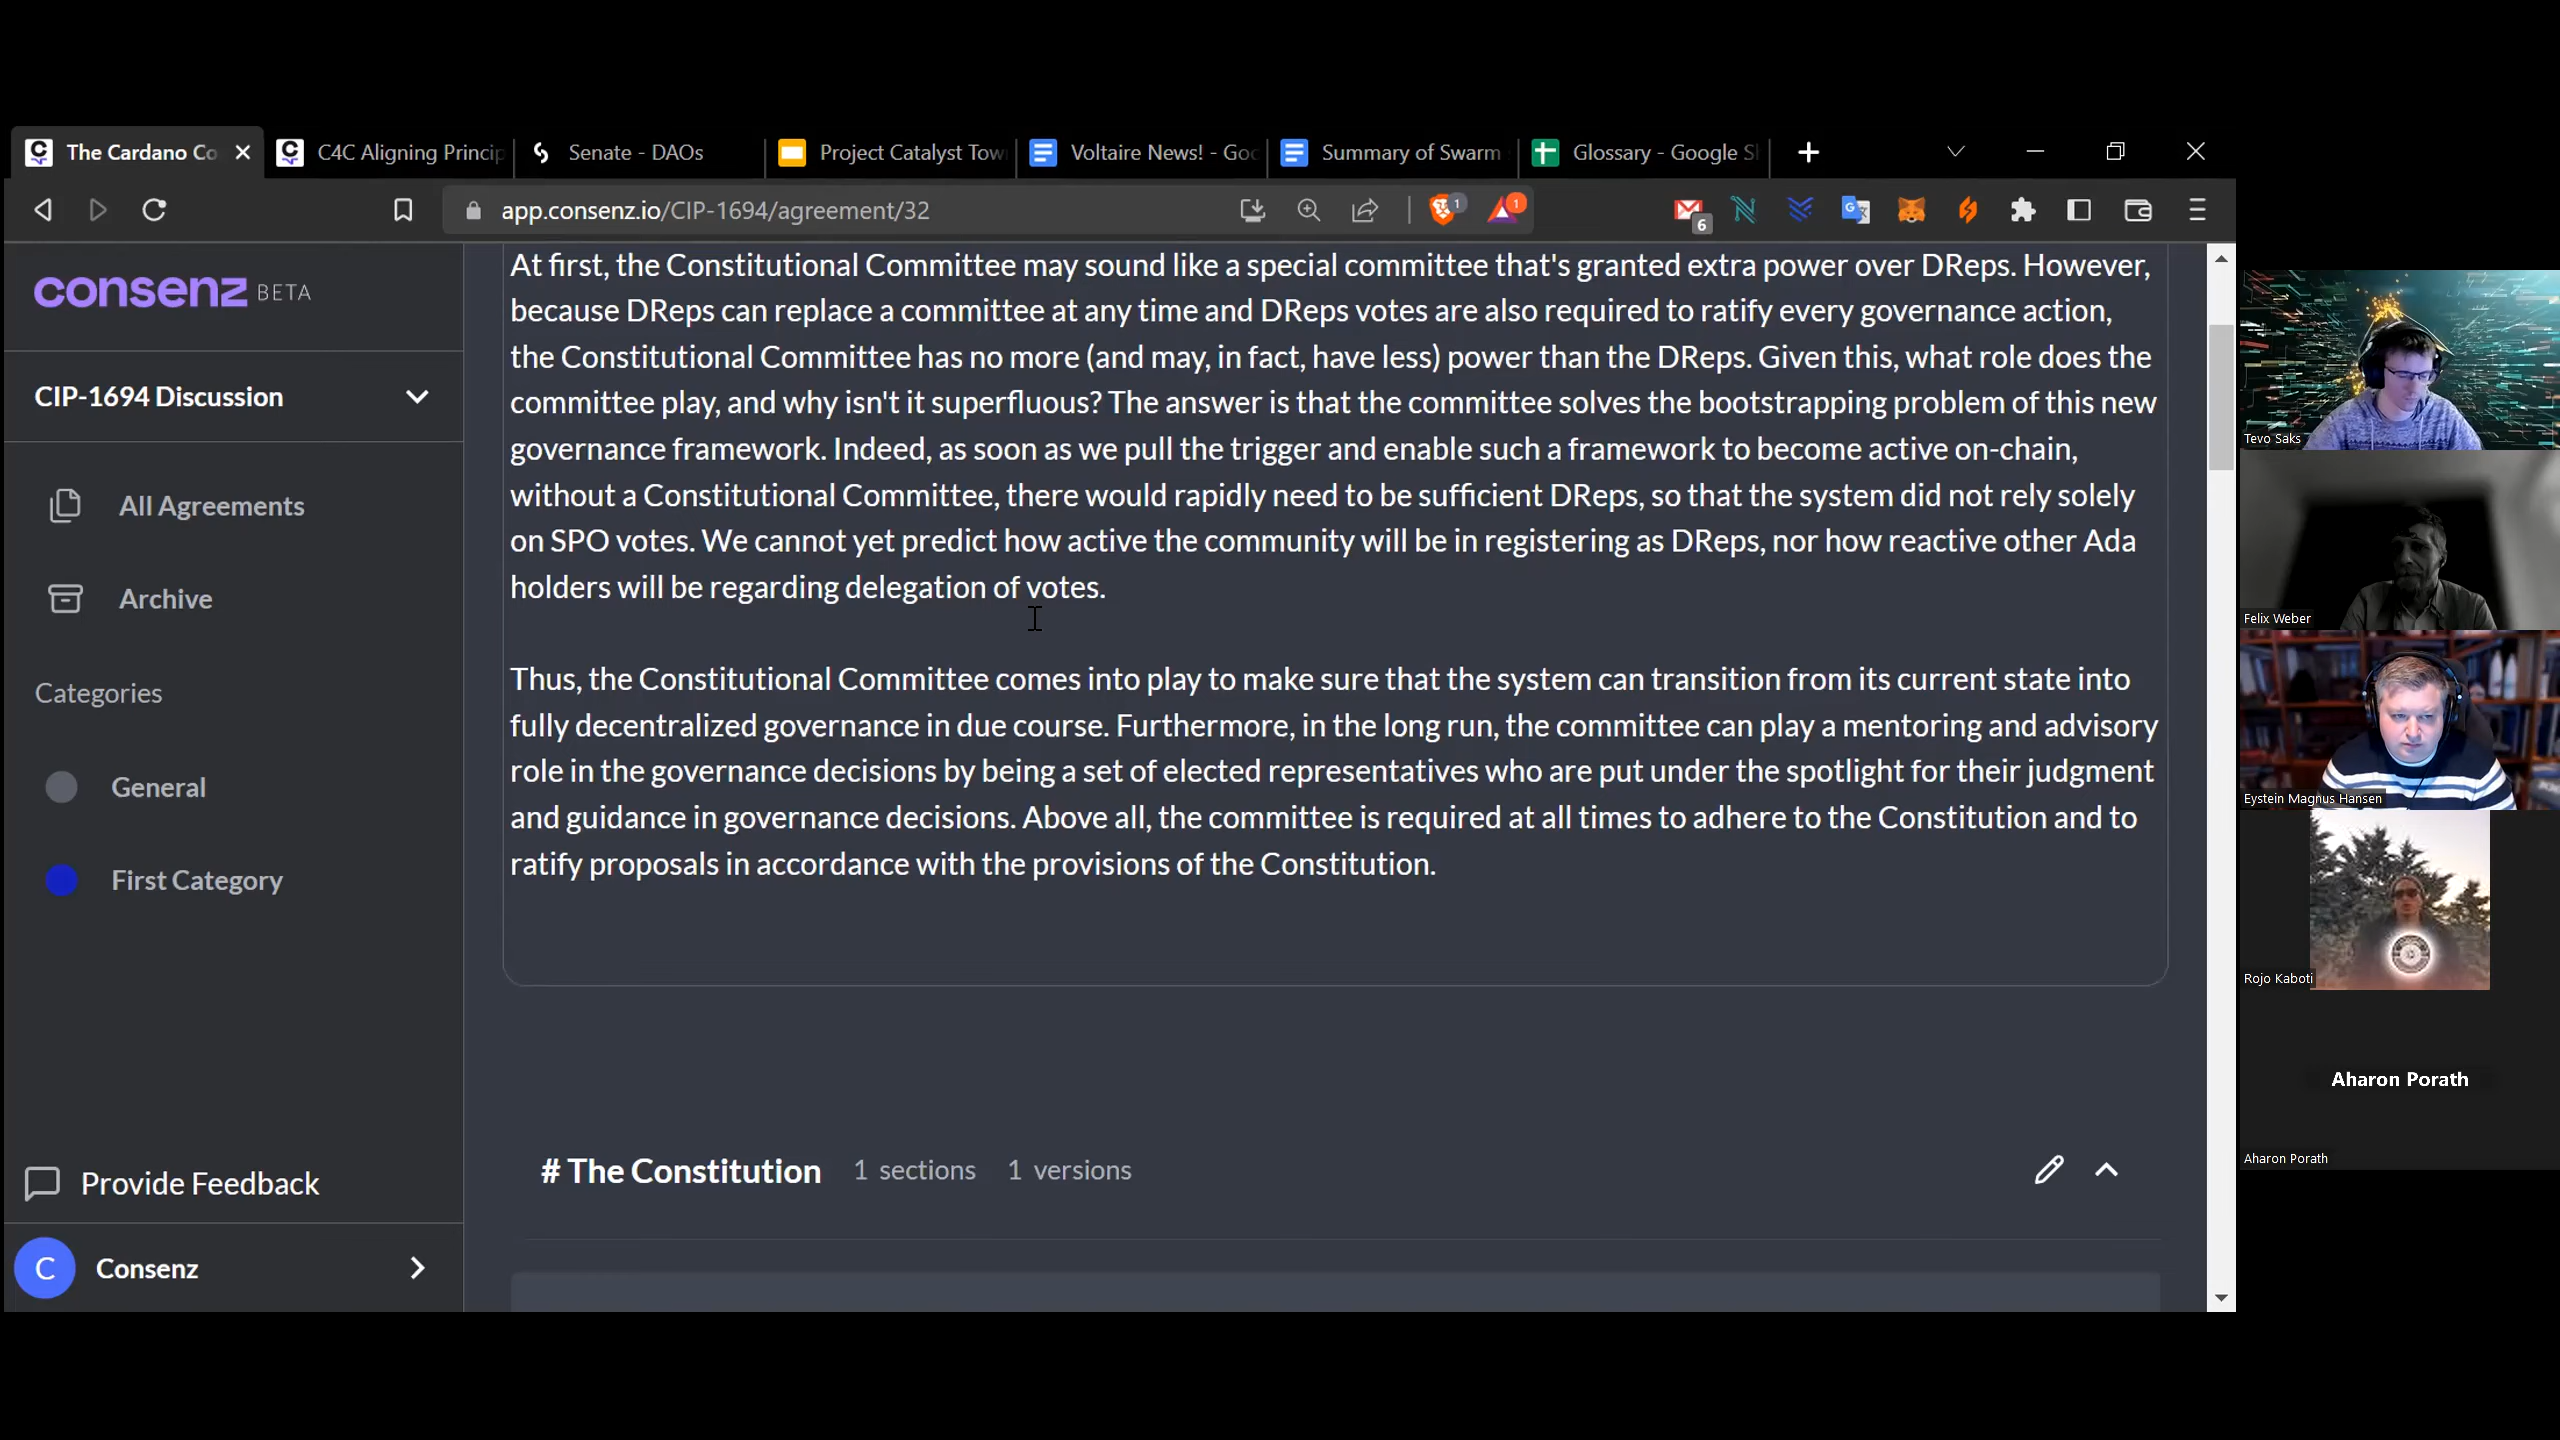 The Cardano Co
C4C Aligning Princip
Senate - DAOs
Project Catalyst Tow
Voltaire News! - Goo
Summary of Swarm
Glossary - Google Sh
app.consenz.io/CIP-1694/agreement/32
1
1
6
consenz BETA
CIP-1694 Discussion
All Agreements
Archive
Categories
General
First Category
Provide Feedback
C
Consenz
At first, the Constitutional Committee may sound like a special committee that's granted extra power over DReps. However,
because DReps can replace a committee at any time and DReps votes are also required to ratify every governance action,
the Constitutional Committee has no more (and may, in fact, have less) power than the DReps. Given this, what role does the
committee play, and why isn't it superfluous? The answer is that the committee solves the bootstrapping problem of this new
governance framework. Indeed, as soon as we pull the trigger and enable such a framework to become active on-chain,
without a Constitutional Committee, there would rapidly need to be sufficient DReps, so that the system did not rely solely
on SPO votes. We cannot yet predict how active the community will be in registering as DReps, nor how reactive other Ada
holders will be regarding delegation of votes.
Thus, the Constitutional Committee comes into play to make sure that the system can transition from its current state into
fully decentralized governance in due course. Furthermore, in the long run, the committee can play a mentoring and advisory
role in the governance decisions by being a set of elected representatives who are put under the spotlight for their judgment
and guidance in governance decisions. Above all, the committee is required at all times to adhere to the Constitution and to
ratify proposals in accordance with the provisions of the Constitution.
# The Constitution 1 sections 1 versions
Tevo Saks
Felix Weber
Eystein Magnus Hansen
Rojo Kaboti
Aharon Porath
Aharon Porath